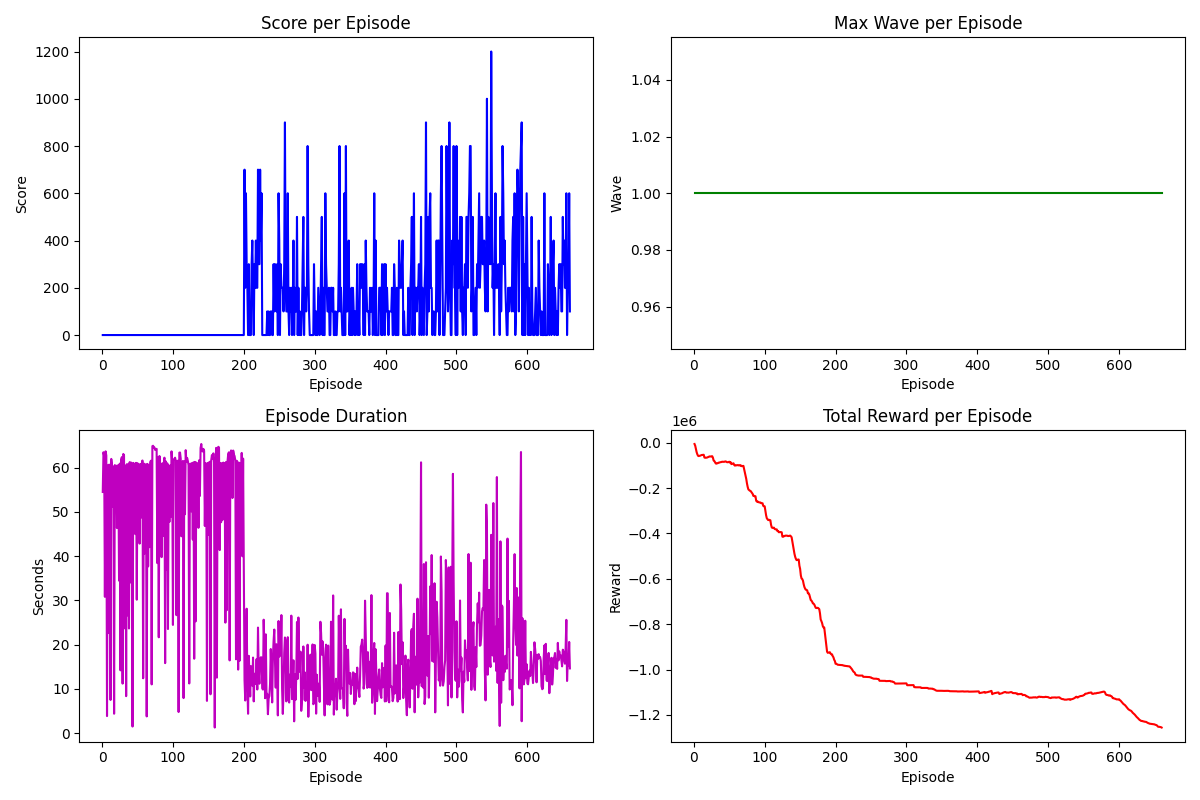 Score per Episode
Score
1200
1000
800
600
400
200
0
0 100 200 300 400 500 600
Episode
Max Wave per Episode
Wave
1.04
1.02
1.00
0.98
0.96
0 100 200 300 400 500 600
Episode
Episode Duration
Seconds
60
50
40
30
20
10
0
0 100 200 300 400 500 600
Episode
Total Reward per Episode
1e6
Reward
0.0
−0.2
−0.4
−0.6
−0.8
−1.0
−1.2
0 100 200 300 400 500 600
Episode